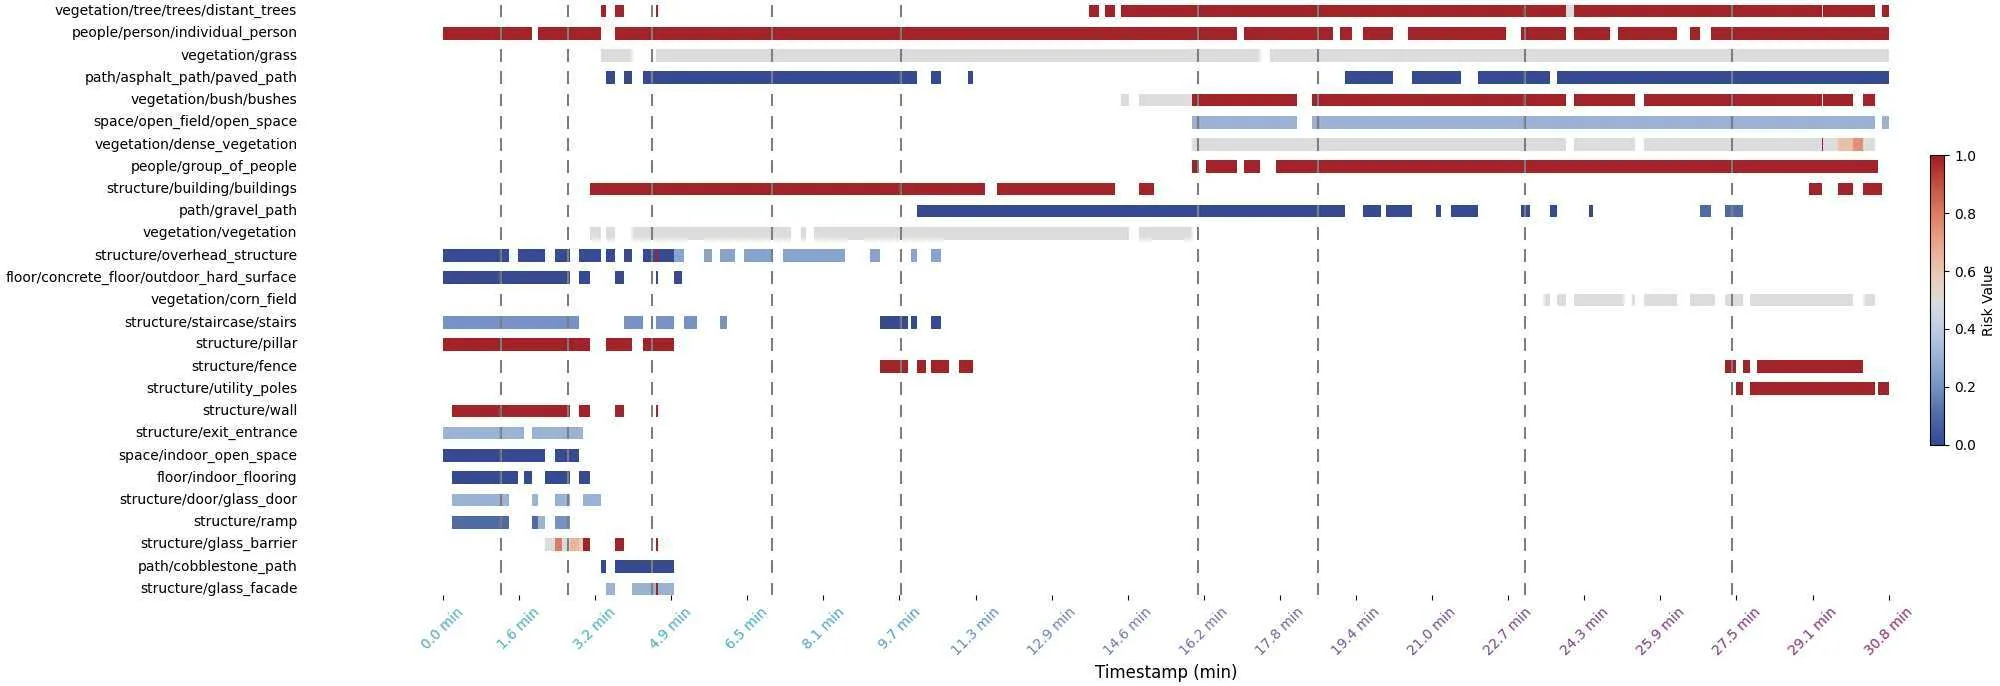 vegetation/tree/trees/distant_trees
people/person/individual_person
vegetation/grass
path/asphalt_path/paved_path
vegetation/bush/bushes
space/open_field/open_space
vegetation/dense_vegetation
people/group_of_people
structure/building/buildings
path/gravel_path
vegetation/vegetation
structure/overhead_structure
floor/concrete_floor/outdoor_hard_surface
vegetation/corn_field
structure/staircase/stairs
structure/pillar
structure/fence
structure/utility_poles
structure/wall
structure/exit_entrance
space/indoor_open_space
floor/indoor_flooring
structure/door/glass_door
structure/ramp
structure/glass_barrier
path/cobblestone_path
structure/glass_facade
0.0 min 1.6 min 3.2 min 4.9 min 6.5 min 8.1 min 9.7 min 11.3 min 12.9 min 14.6 min 16.2 min 17.8 min 19.4 min 21.0 min 22.7 min 24.3 min 25.9 min 27.5 min 29.1 min 30.8 min
Timestamp (min)
1.0
0.8
0.6
0.4
0.2
0.0
Risk Value